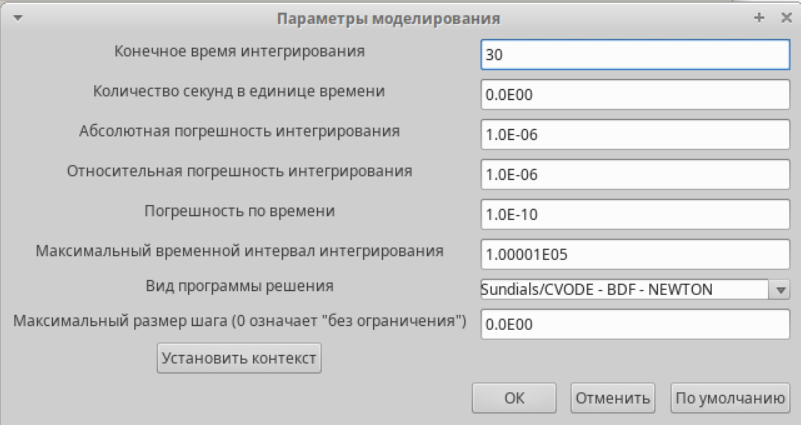 Параметры моделирования
Конечное время интегрирования 30
Количество секунд в единице времени 0.0E00
Абсолютная погрешность интегрирования 1.0E-06
Относительная погрешность интегрирования 1.0E-06
Погрешность по времени 1.0E-10
Максимальный временной интервал интегрирования 1.00001E05
Вид программы решения Sundials/CVODE - BDF - NEWTON
Максимальный размер шага (0 означает "без ограничения") 0.0E00
Установить контекст
ОК Отменить По умолчанию